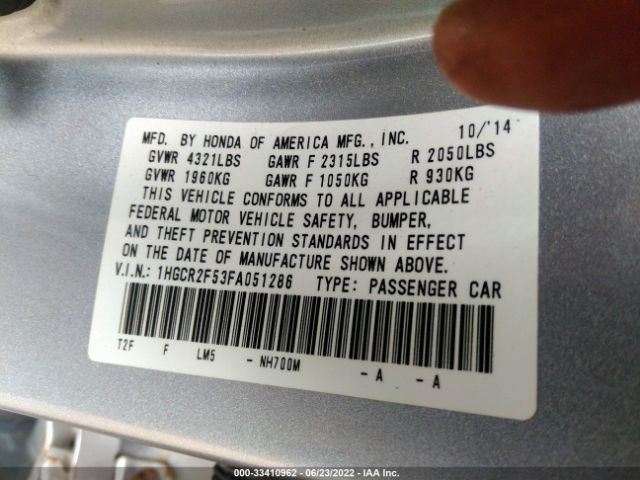 MFD. BY HONDA OF AMERICA MFG., INC. 10/'14
GVWR 4321LBS GAWR F 2315LBS R 2050LBS
GVWR 1960KG GAWR F 1050KG R 930KG
THIS VEHICLE CONFORMS TO ALL APPLICABLE
FEDERAL MOTOR VEHICLE SAFETY, BUMPER,
AND THEFT PREVENTION STANDARDS IN EFFECT
ON THE DATE OF MANUFACTURE SHOWN ABOVE.
V.I.N.: 1HGCR2F53FA051286 TYPE: PASSENGER CAR
T2F F LM5 - NH700M - A - A
000-33410962 - 06/23/2022 - IAA Inc.